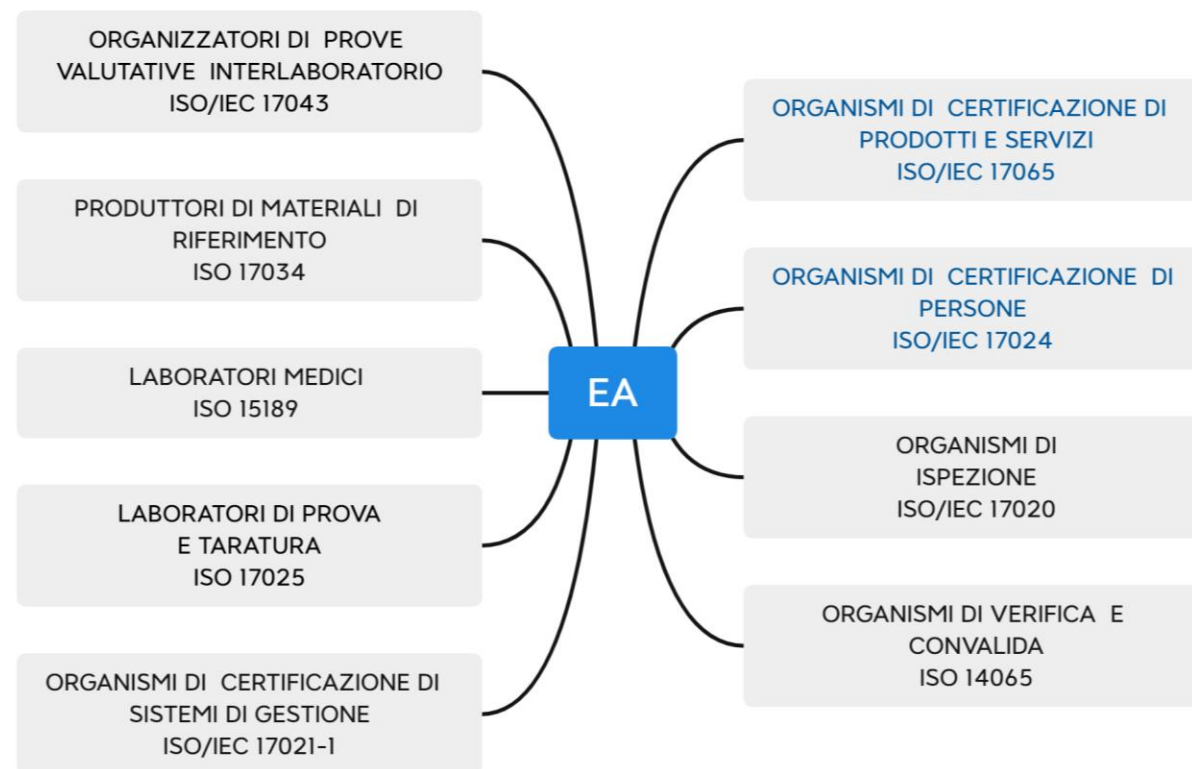 ORGANIZZATORI DI PROVE
VALUTATIVE INTERLABORATORIO
ISO/IEC 17043
PRODUTTORI DI MATERIALI DI
RIFERIMENTO
ISO 17034
LABORATORI MEDICI
ISO 15189
LABORATORI DI PROVA
E TARATURA
ISO 17025
ORGANISMI DI CERTIFICAZIONE DI
SISTEMI DI GESTIONE
ISO/IEC 17021-1
EA
ORGANISMI DI CERTIFICAZIONE DI
PRODOTTI E SERVIZI
ISO/IEC 17065
ORGANISMI DI CERTIFICAZIONE DI
PERSONE
ISO/IEC 17024
ORGANISMI DI
ISPEZIONE
ISO/IEC 17020
ORGANISMI DI VERIFICA E
CONVALIDA
ISO 14065